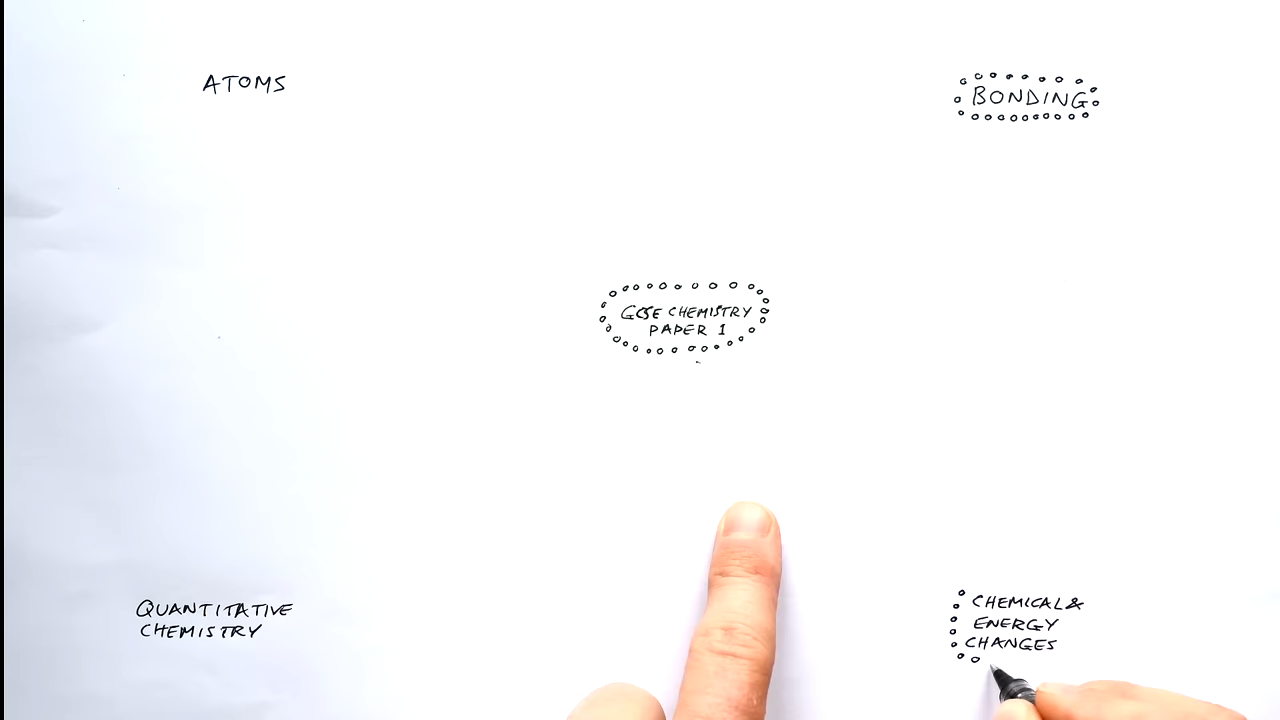 ATOMS
BONDING
GCSE CHEMISTRY
PAPER 1
QUANTITATIVE
CHEMISTRY
CHEMICAL &
ENERGY
CHANGES